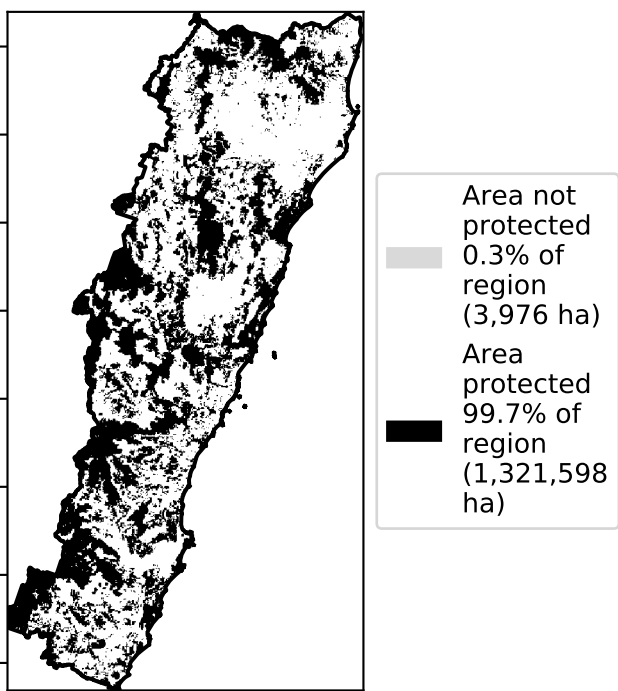 Area not
protected
0.3% of
region
(3,976 ha)
Area
protected
99.7% of
region
(1,321,598
ha)